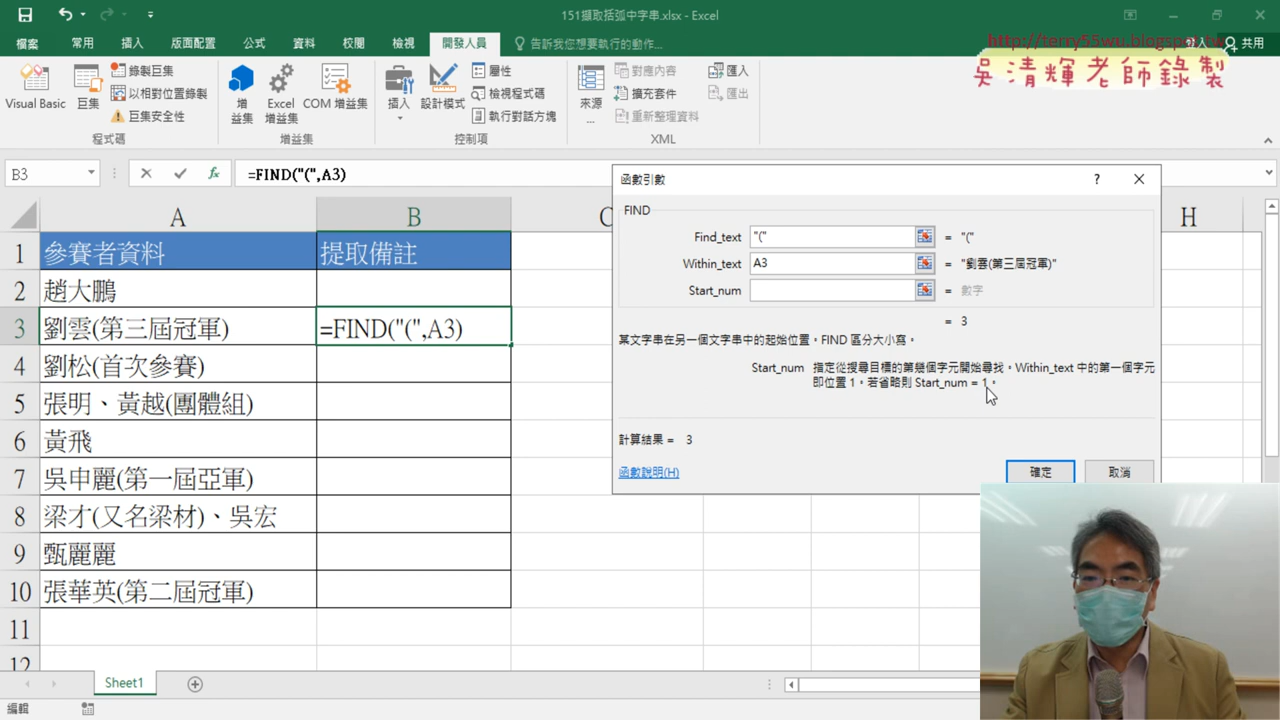 151擷取括弧中字串.xlsx - Excel
檔案 常用 插入 版面配置 公式 資料 校閱 檢視 開發人員 告訴我您想要執行的動作... 登入 共用
http://terry55wu.blogspot.tw
吳清輝老師錄製
Visual Basic 巨集 錄製巨集 以相對位置錄製 巨集安全性
增益集 Excel 增益集 COM 增益集
插入 設計模式 屬性 檢視程式碼 執行對話方塊
來源... 對應內容 擴充套件 重新整理資料 匯入 匯出
程式碼 增益集 控制項 XML
B3 fx =FIND("(",A3)
A B C H
1 參賽者資料 提取備註
2 趙大鵬
3 劉雲(第三屆冠軍) =FIND("(",A3)
4 劉松(首次參賽)
5 張明、黃越(團體組)
6 黃飛
7 吳申麗(第一屆亞軍)
8 梁才(又名梁材)、吳宏
9 甄麗麗
10 張華英(第二屆冠軍)
11
12
函數引數 ?
FIND
Find_text "(" = "("
Within_text A3 = "劉雲(第三屆冠軍)"
Start_num = 數字
= 3
某文字串在另一個文字串中的起始位置。FIND 區分大小寫。
Start_num 指定從搜尋目標的第幾個字元開始尋找。Within_text 中的第一個字元
即位置 1。若省略則 Start_num = 1。
計算結果 = 3
函數說明(H) 確定 取消
Sheet1
編輯